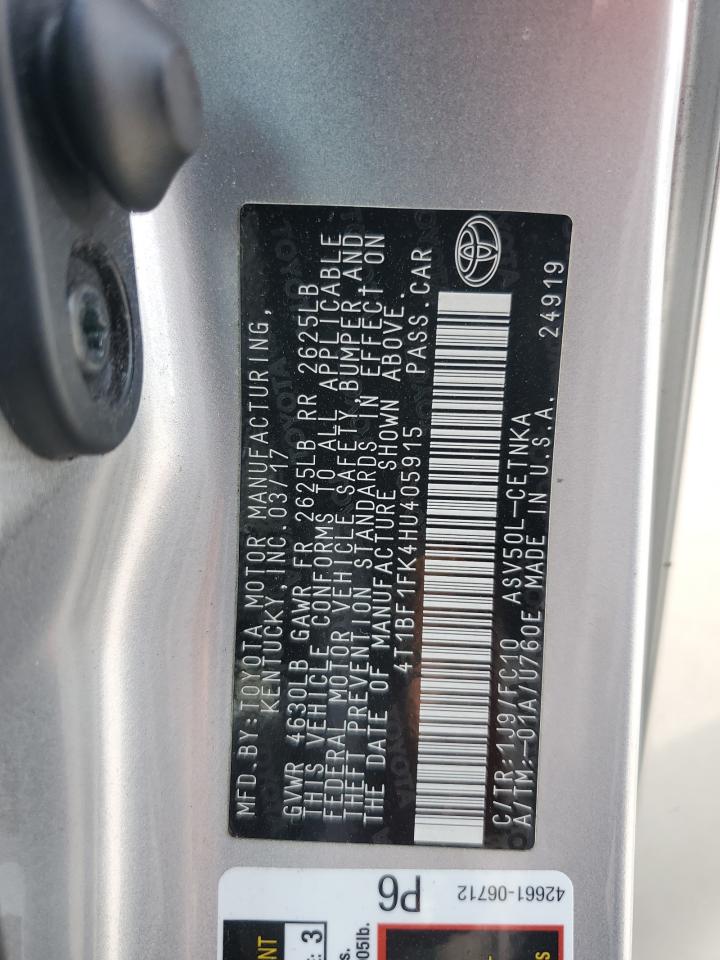 MFD.BY:TOYOTA MOTOR MANUFACTURING,
KENTUCKY,INC.03/17
GVWR 4630LB GAWR FR 2625LB RR 2625LB
THIS VEHICLE CONFORMS TO ALL APPLICABLE
FEDERAL MOTOR VEHICLE SAFETY,BUMPER,AND
THEFT PREVENTION STANDARDS IN EFFECT ON
THE DATE OF MANUFACTURE SHOWN ABOVE.
4T1BF1FK4HU405915 PASS.CAR
C/TR:1J9/FC10 ASV50L-CETNKA
A/TM:-01A/U760E MADE IN U.S.A. 24919
P6
42661-06712
3
05lb.